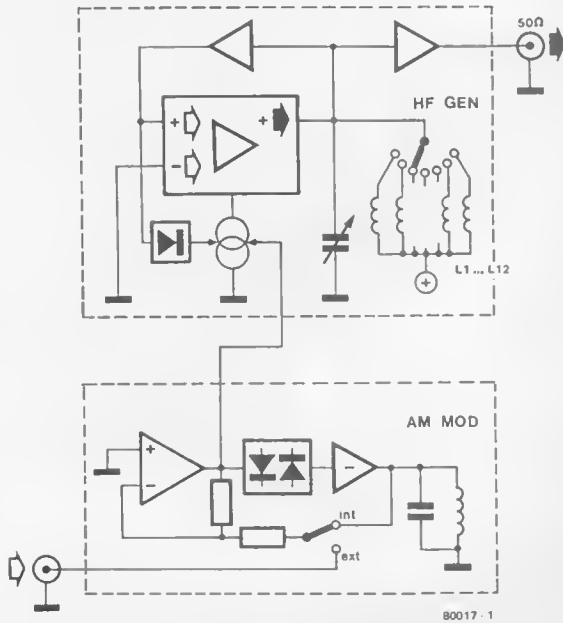 50Ω
HF GEN
+
+
−
+
L1 ... L12
AM MOD
+
−
−
int
ext
80017 - 1